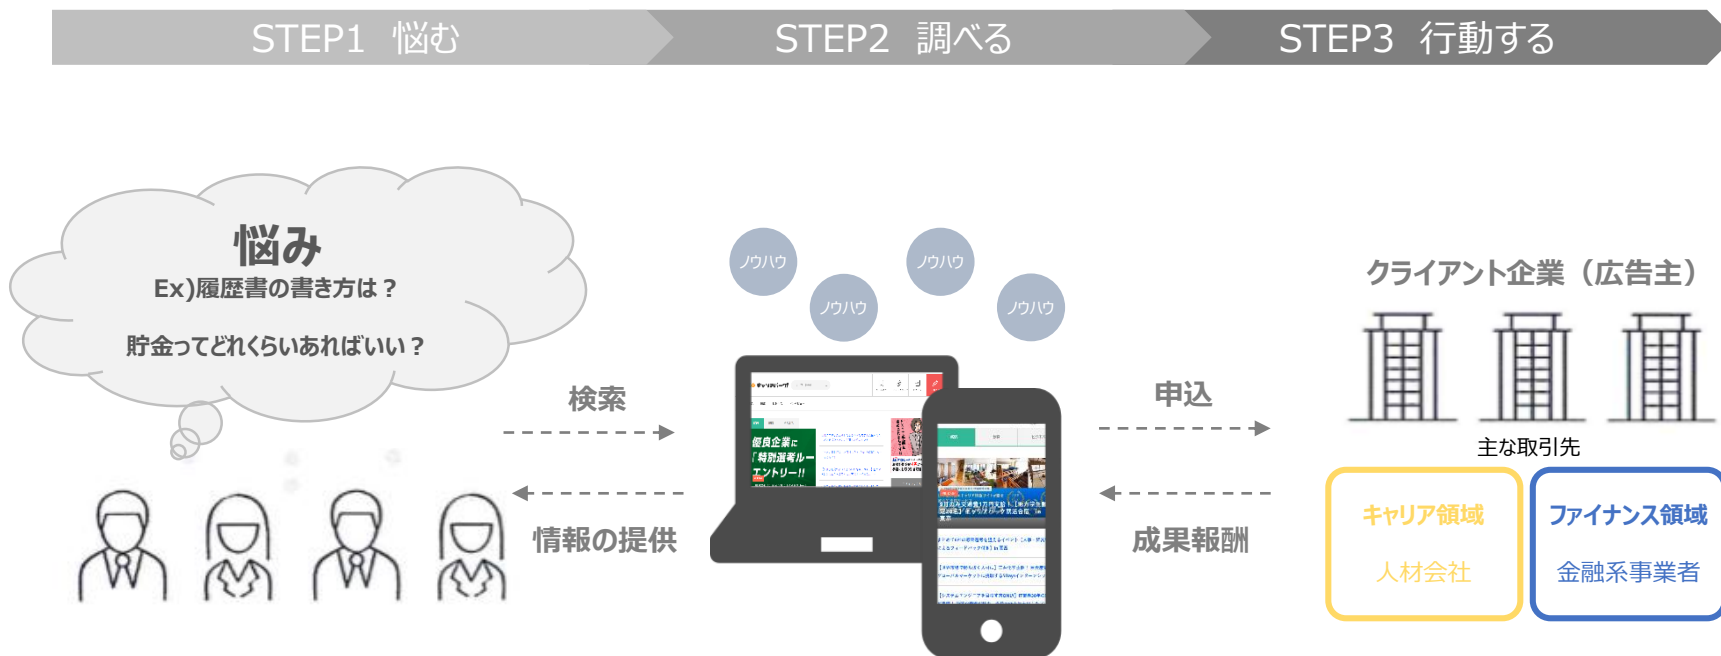 STEP1 悩む
STEP2 調べる
STEP3 行動する
悩み
Ex)履歴書の書き方は？
貯金ってどれくらいあればいい？
検索
情報の提供
ノウハウ
ノウハウ
ノウハウ
ノウハウ
優良企業に
「特別選考ルー
エントリー!!
申込
成果報酬
クライアント企業（広告主）
主な取引先
キャリア領域
人材会社
ファイナンス領域
金融系事業者